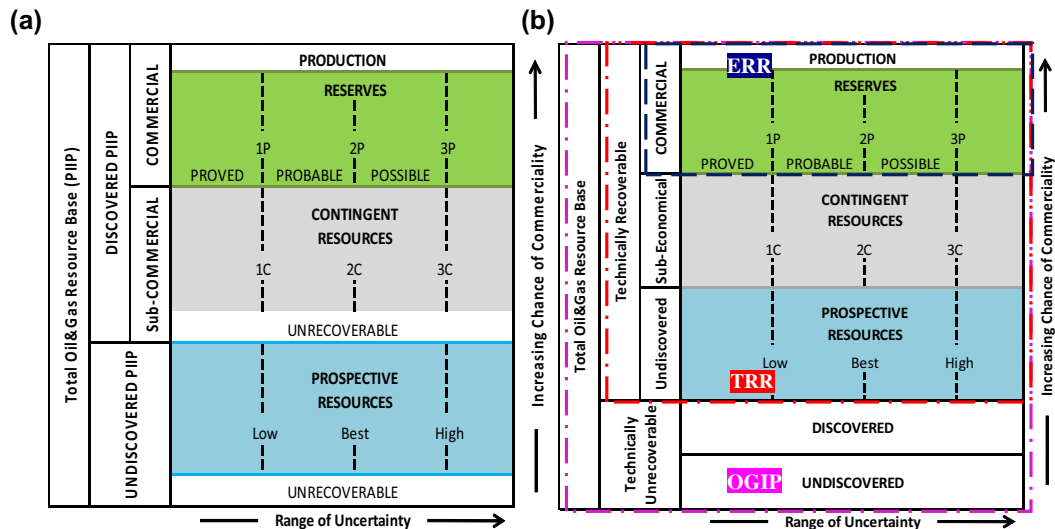 (a)
Total Oil&Gas Resource Base (PIIP)
DISCOVERED PIIP
UNDISCOVERED PIIP
COMMERCIAL
Sub-COMMERCIAL
PRODUCTION
RESERVES
1P 2P 3P
PROVED PROBABLE POSSIBLE
CONTINGENT
RESOURCES
1C 2C 3C
UNRECOVERABLE
PROSPECTIVE
RESOURCES
Low Best High
UNRECOVERABLE
Range of Uncertainty
Increasing Chance of Commerciality
(b)
Total Oil&Gas Resource Base
Technically Recoverable
Technically
Unrecoverable
COMMERCIAL
Sub-Economical
Undiscovered
ERR PRODUCTION
RESERVES
1P 2P 3P
PROVED PROBABLE POSSIBLE
CONTINGENT
RESOURCES
1C 2C 3C
PROSPECTIVE
RESOURCES
Low Best High
TRR
DISCOVERED
OGIP UNDISCOVERED
Range of Uncertainty
Increasing Chance of Commerciality